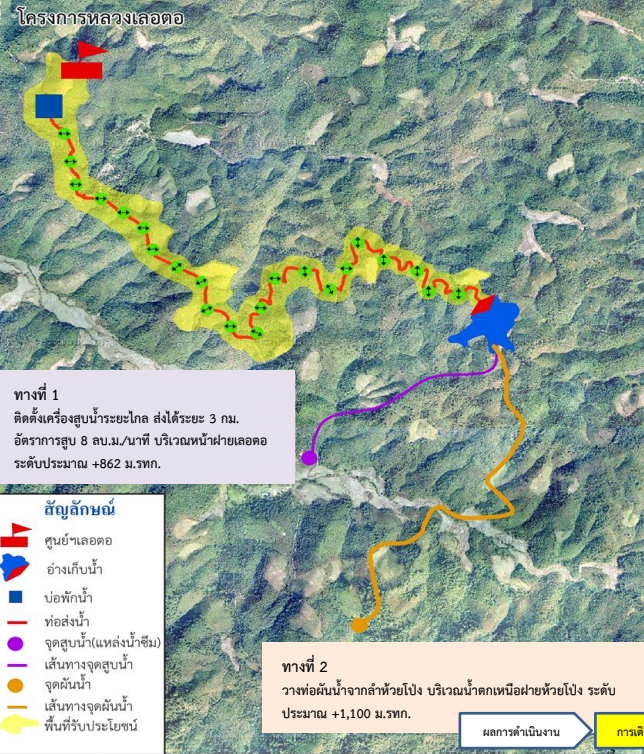 โครงการหลวงเลอตอ
ทางที่ 1
ติดตั้งเครื่องสูบน้ำระยะไกล ส่งได้ระยะ 3 กม.
อัตราการสูบ 8 ลบ.ม./นาที บริเวณหน้าฝายเลอตอ
ระดับประมาณ +862 ม.รทก.
สัญลักษณ์
ศูนย์ฯเลอตอ
อ่างเก็บน้ำ
บ่อพักน้ำ
ท่อส่งน้ำ
จุดสูบน้ำ(แหล่งน้ำซึม)
เส้นทางจุดสูบน้ำ
จุดผันน้ำ
เส้นทางจุดผันน้ำ
พื้นที่รับประโยชน์
ทางที่ 2
วางท่อผันน้ำจากลำห้วยโป่ง บริเวณน้ำตกเหนือฝายห้วยโป่ง ระดับ
ประมาณ +1,100 ม.รทก.
ผลการดำเนินงาน